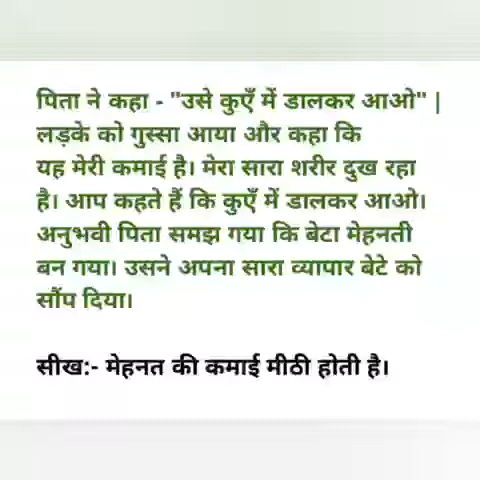 पिता ने कहा - "उसे कुएँ में डालकर आओ" |
लड़के को गुस्सा आया और कहा कि
यह मेरी कमाई है। मेरा सारा शरीर दुख रहा
है। आप कहते हैं कि कुएँ में डालकर आओ।
अनुभवी पिता समझ गया कि बेटा मेहनती
बन गया। उसने अपना सारा व्यापार बेटे को
सौंप दिया।
सीख:- मेहनत की कमाई मीठी होती है।